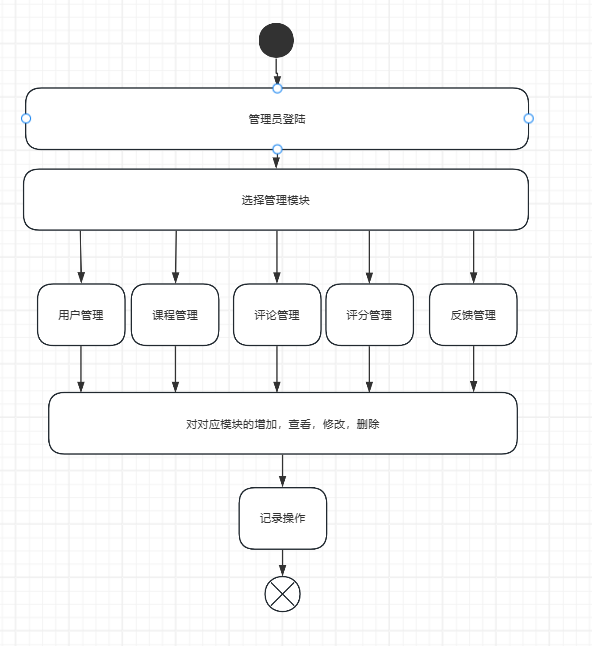 管理员登陆
选择管理模块
用户管理
课程管理
评论管理
评分管理
反馈管理
对对应模块的增加，查看，修改，删除
记录操作